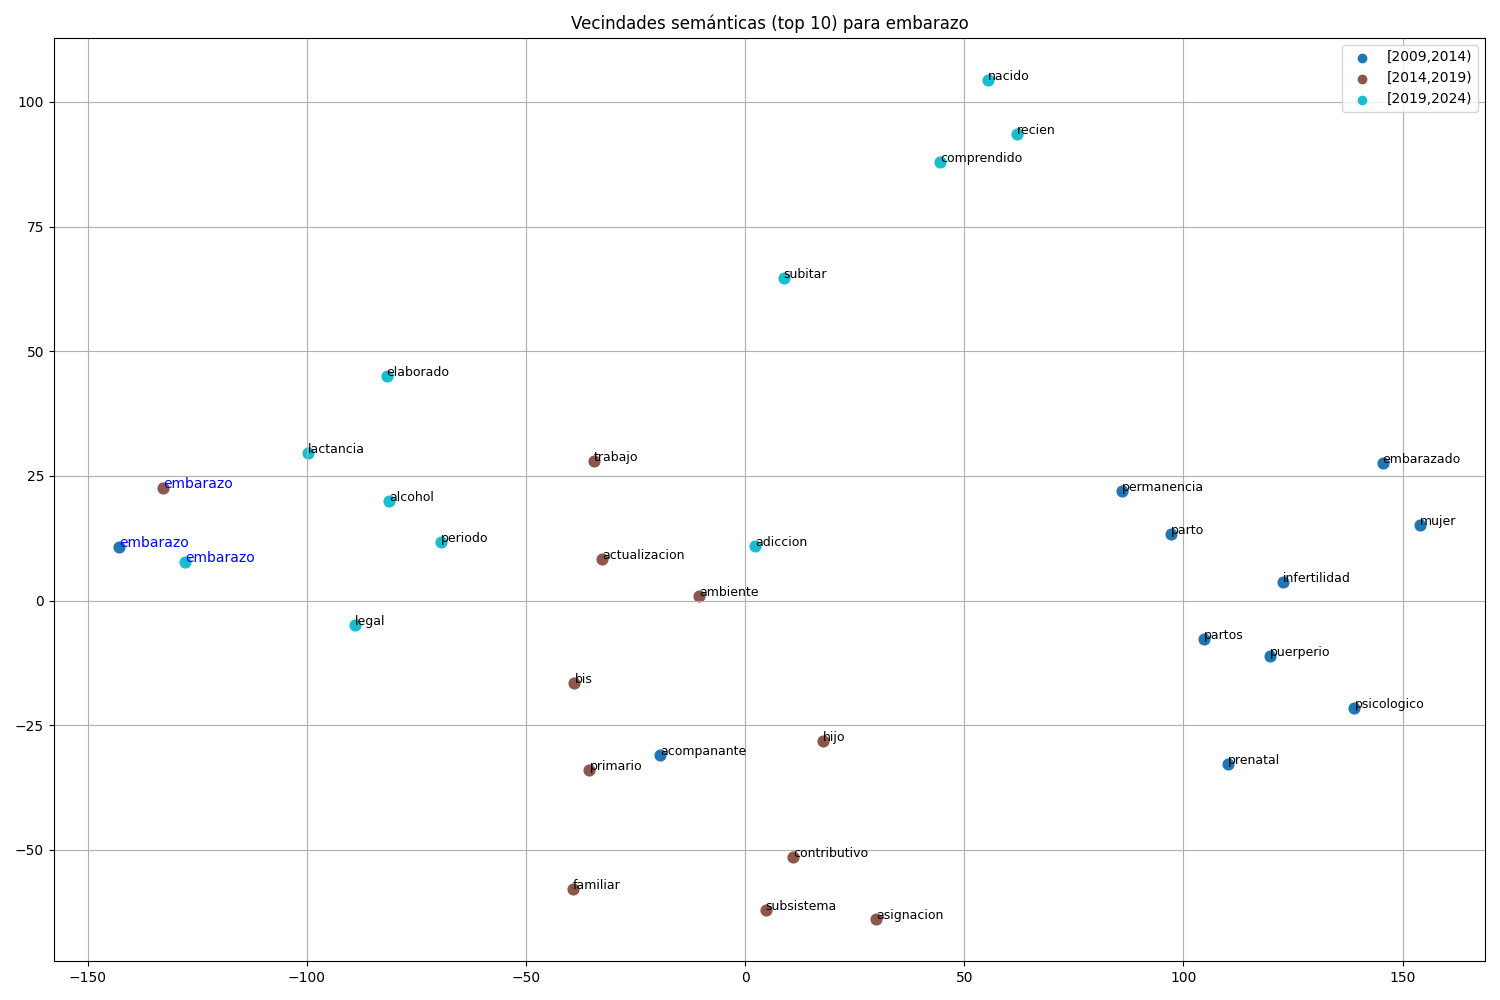 Vecindades semánticas (top 10) para embarazo
[2009,2014)
[2014,2019)
[2019,2024)
nacido
recien
comprendido
subitar
elaborado
lactancia
trabajo
embarazado
embarazo
alcohol
permanencia
mujer
parto
embarazo
periodo
adiccion
embarazo
actualizacion
ambiente
infertilidad
legal
partos
puerperio
bis
psicologico
hijo
acompanante
primario
prenatal
contributivo
familiar
subsistema
asignacion
100
75
50
25
0
−25
−50
−150
−100
−50
0
50
100
150